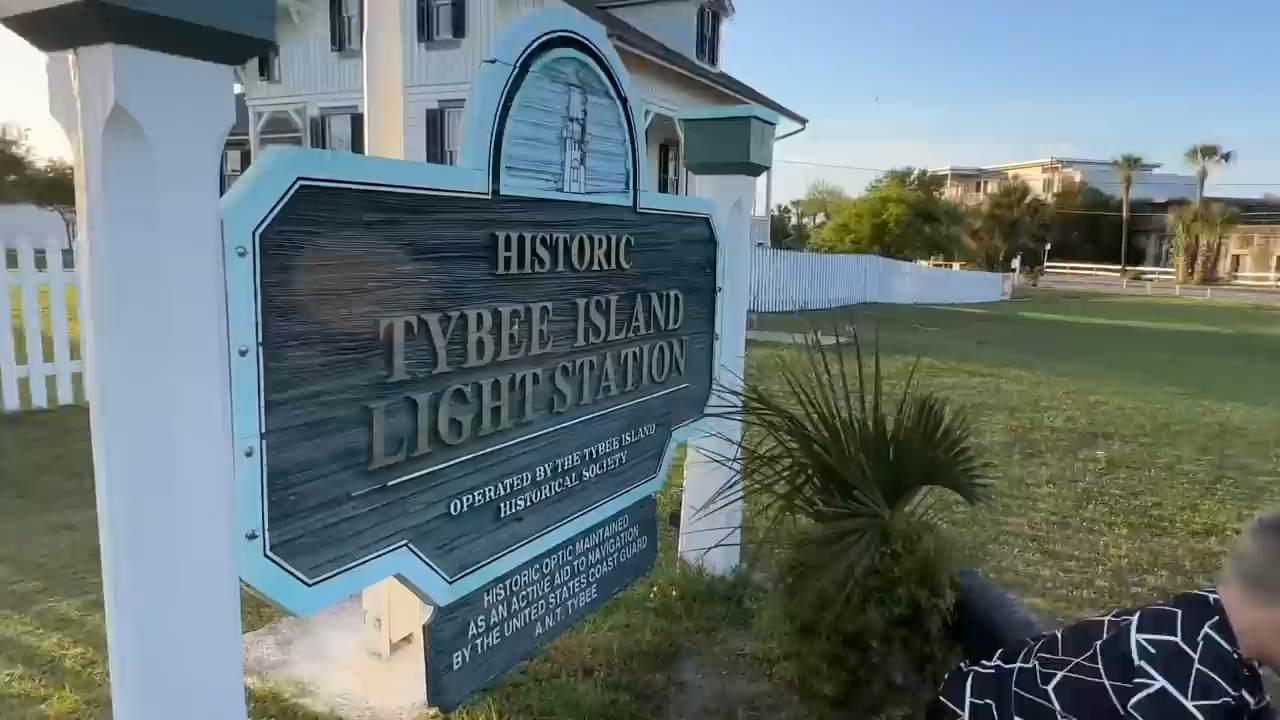 HISTORIC
TYBEE ISLAND
LIGHT STATION
OPERATED BY THE TYBEE ISLAND
HISTORICAL SOCIETY
HISTORIC OPTIC MAINTAINED
AS AN ACTIVE AID TO NAVIGATION
BY THE UNITED STATES COAST GUARD
A.N.T. TYBEE